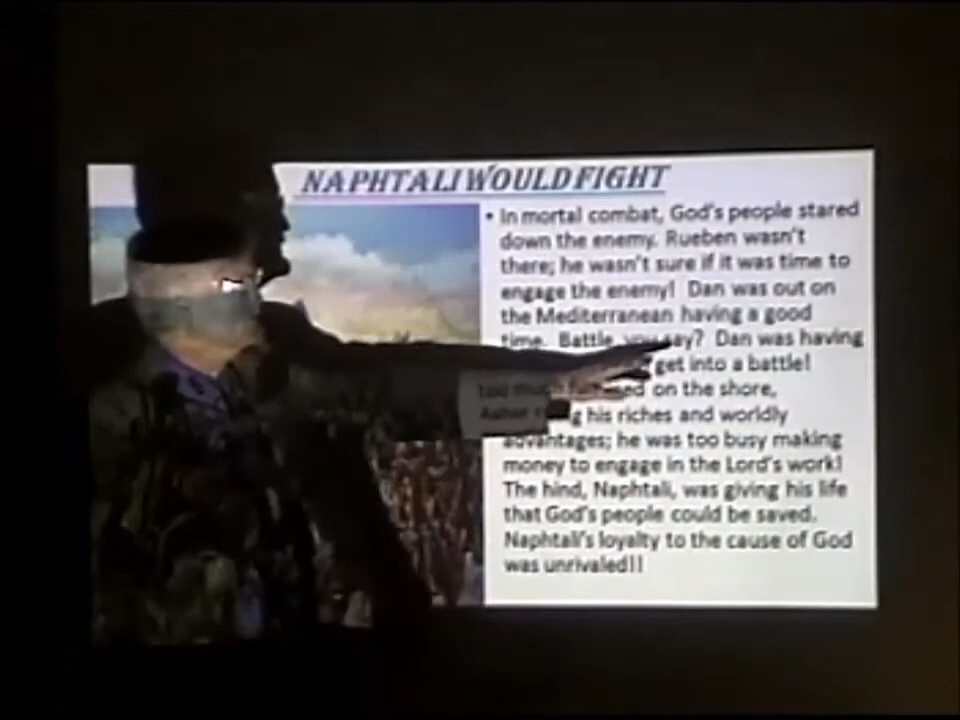 NAPHTALI WOULD FIGHT
• In mortal combat, God's people stared
down the enemy. Rueben wasn't
there; he wasn't sure if it was time to
engage the enemy! Dan was out on
the Mediterranean having a good
time. Battle you say? Dan was having
get into a battle!
too much on the shore,
Asher his riches and worldly
advantages; he was too busy making
money to engage in the Lord's work!
The hind, Naphtali, was giving his life
that God's people could be saved.
Naphtali's loyalty to the cause of God
was unrivaled!!